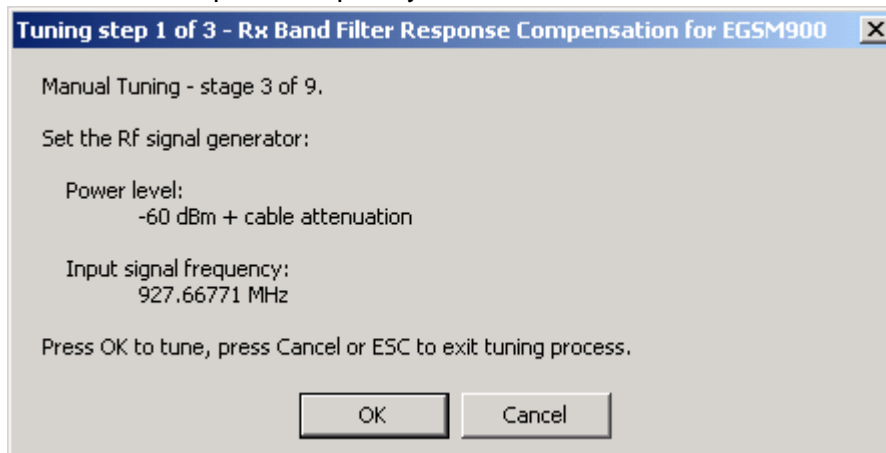 Tuning step 1 of 3 - Rx Band Filter Response Compensation for EGSM900
Manual Tuning - stage 3 of 9.
Set the Rf signal generator:
Power level:
-60 dBm + cable attenuation
Input signal frequency:
927.66771 MHz
Press OK to tune, press Cancel or ESC to exit tuning process.
OK Cancel